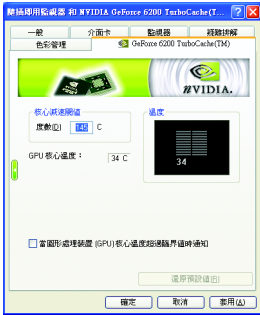 隨插即用監視器 和 NVIDIA GeForce 6200 TurboCache(T...
一般 介面卡 監視器 疑難排解
色彩管理 GeForce 6200 TurboCache(TM)
NVIDIA.
核心減速閾值
度數(D) 145 C
溫度
34
GPU 核心溫度： 34 C
當圖形處理裝置 (GPU) 核心溫度超過臨界值時通知
還原預設值(F)
確定 取消 套用(A)